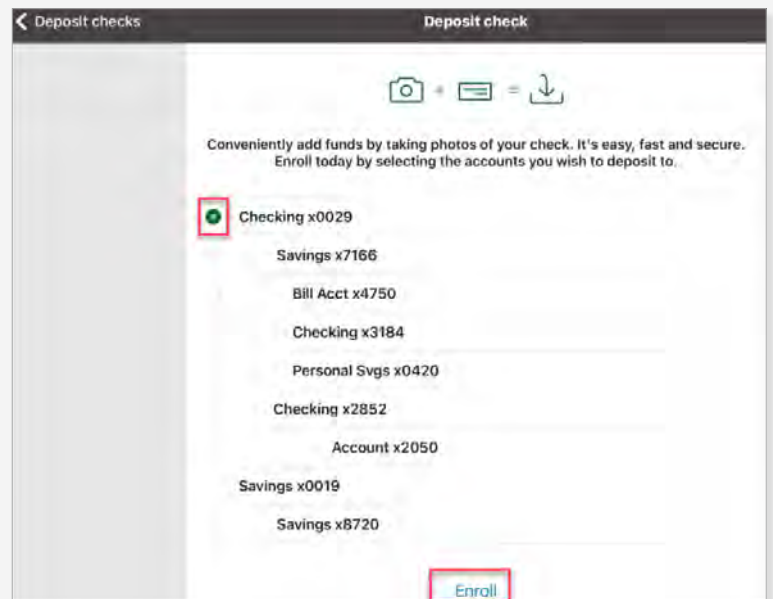 Deposit checks
Deposit check
+ =
Conveniently add funds by taking photos of your check. It's easy, fast and secure.
Enroll today by selecting the accounts you wish to deposit to.
Checking x0029
Savings x7166
Bill Acct x4750
Checking x3184
Personal Svgs x0420
Checking x2852
Account x2050
Savings x0019
Savings x8720
Enroll